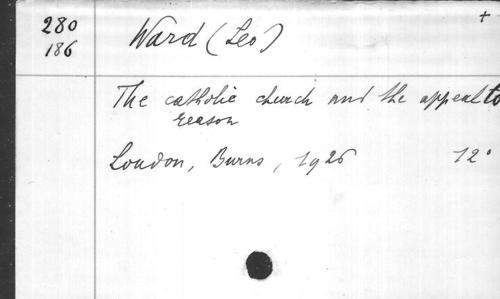 280 Ward (Leo) +
186
The catholic church and the appeal to
reason
London, Burns, 1926 12°